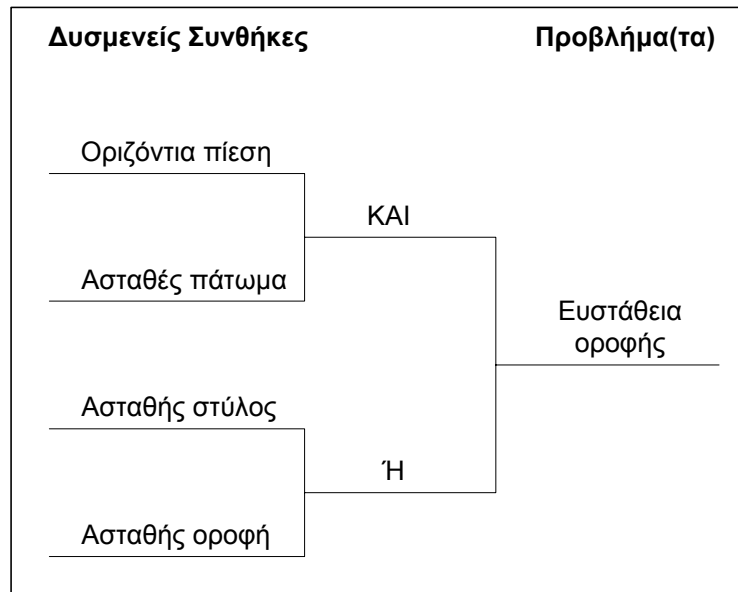 Δυσμενείς Συνθήκες
Προβλήμα(τα)
Οριζόντια πίεση
ΚΑΙ
Ασταθές πάτωμα
Ευστάθεια
οροφής
Ασταθής στύλος
Ή
Ασταθής οροφή